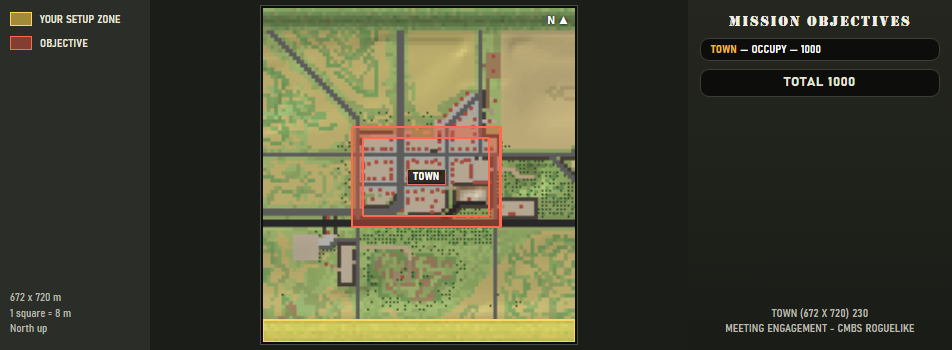 YOUR SETUP ZONE
OBJECTIVE
672 x 720 m
1 square = 8 m
North up
N ▲
TOWN
MISSION OBJECTIVES
TOWN — OCCUPY — 1000
TOTAL 1000
TOWN (672 X 720) 230
MEETING ENGAGEMENT - CMBS ROGUELIKE